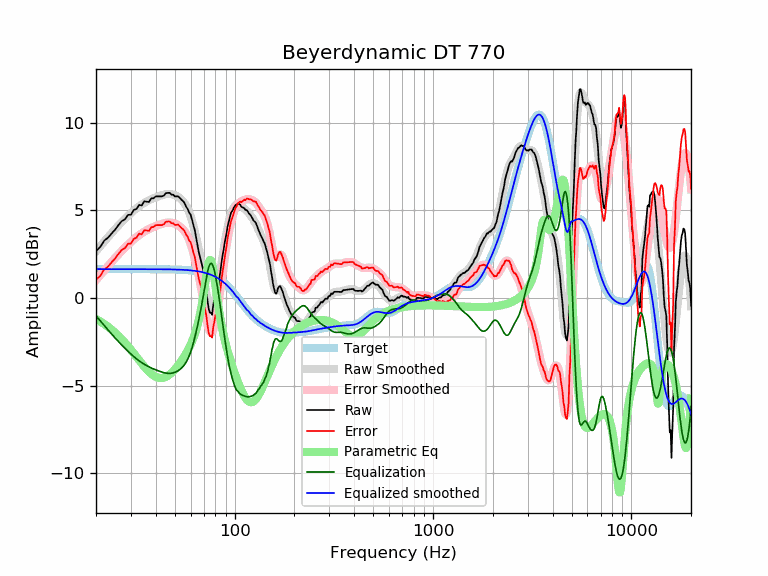 Beyerdynamic DT 770
Amplitude (dBr)
10
5
0
−5
−10
100
1000
10000
Frequency (Hz)
Target
Raw Smoothed
Error Smoothed
Raw
Error
Parametric Eq
Equalization
Equalized smoothed